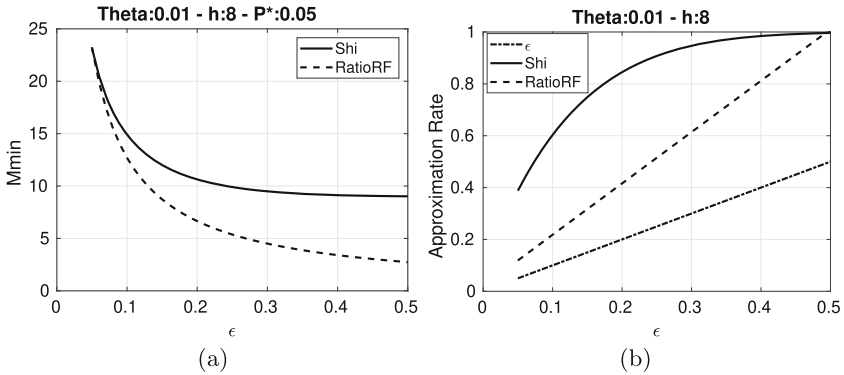 Theta:0.01 - h:8 - P*:0.05
25
20
15
10
5
0
Mmin
Shi
RatioRF
0
0.1
0.2
0.3
0.4
0.5
ϵ
(a)
Theta:0.01 - h:8
1
0.8
0.6
0.4
0.2
0
Approximation Rate
ϵ
Shi
RatioRF
0
0.1
0.2
0.3
0.4
0.5
ϵ
(b)